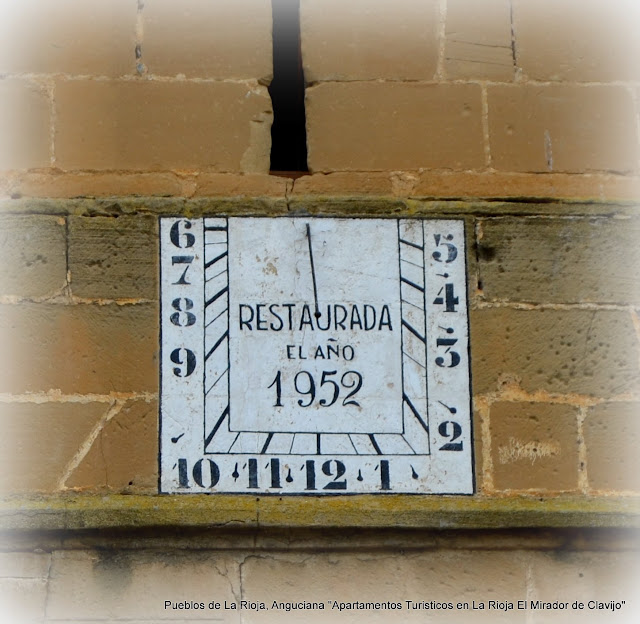 6 5
7 4
8 3
9 2
RESTAURADA
EL AÑO
1952
10 11 12 1
Pueblos de La Rioja, Anguciana "Apartamentos Turísticos en La Rioja El Mirador de Clavijo"